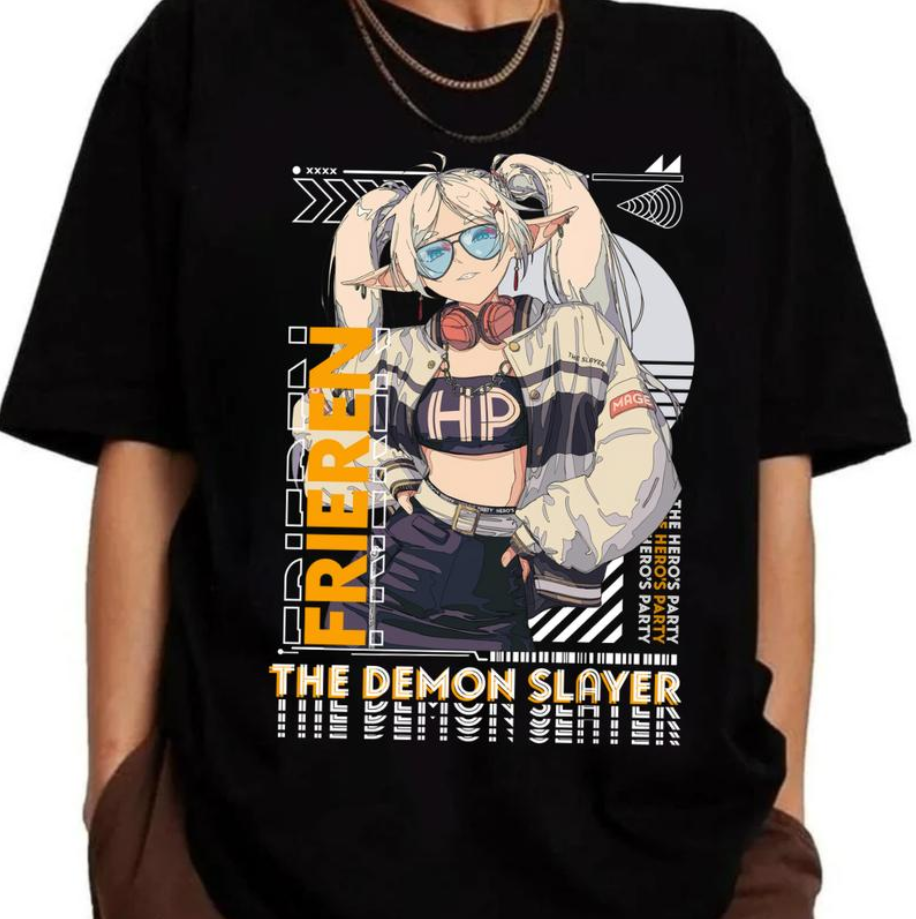 xxxx
THE SLAYER
MAGE
HP
FRIEREN
FRIEREN
THE HERO'S PARTY
THE HERO'S PARTY
HERO'S PARTY
THE DEMON SLAYER
THE DEMON SLAYER